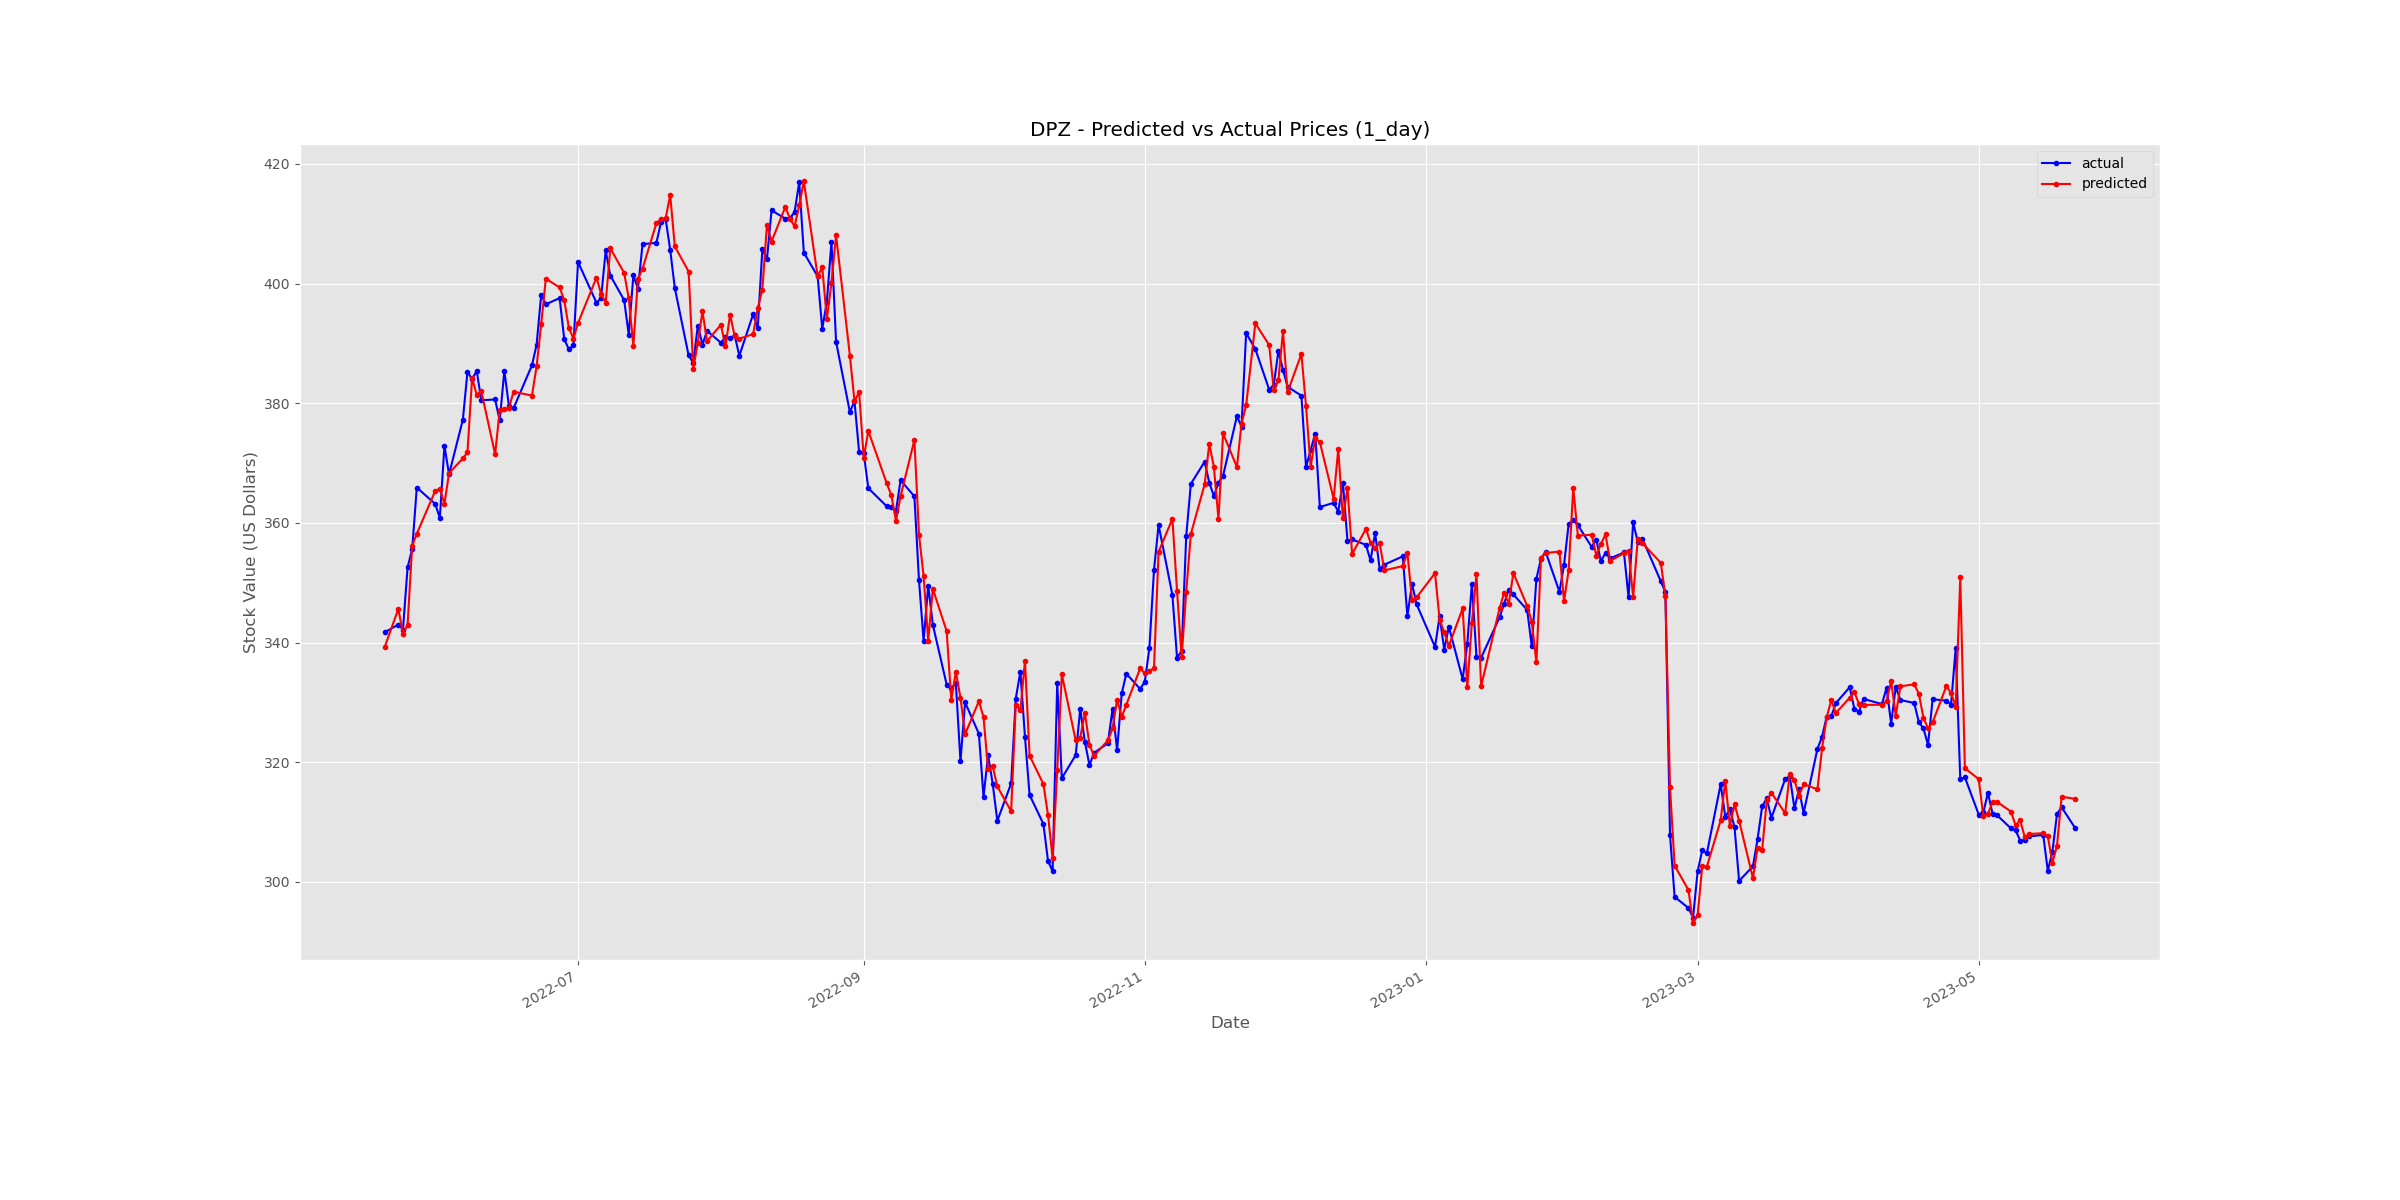 DPZ - Predicted vs Actual Prices (1_day)
actual
predicted
Stock Value (US Dollars)
420
400
380
360
340
320
300
2022-07
2022-09
2022-11
2023-01
2023-03
2023-05
Date